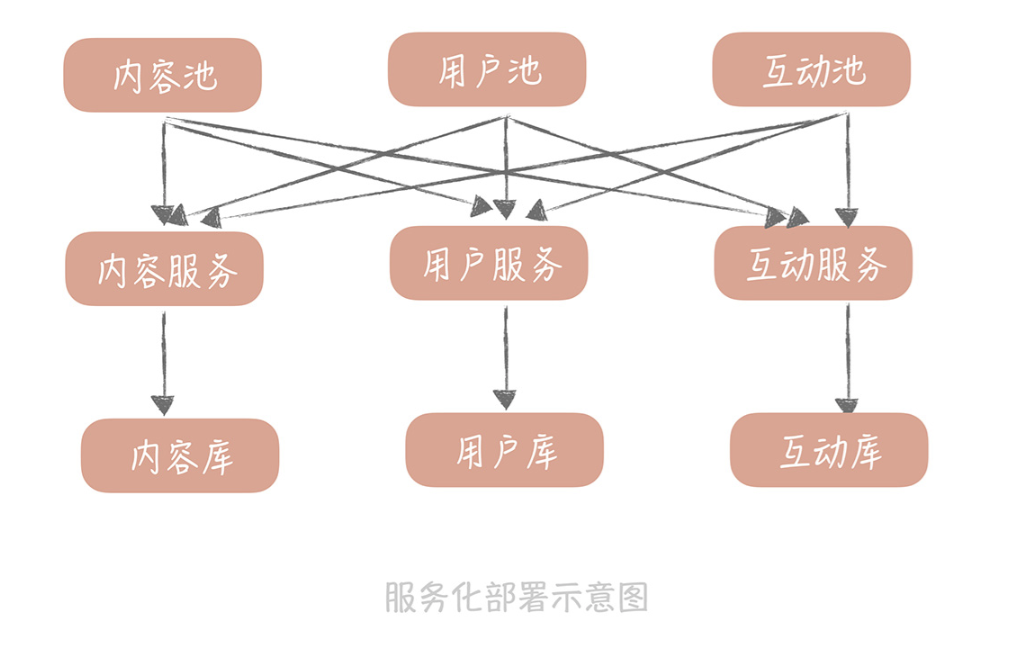 内容池
用户池
互动池
内容服务
用户服务
互动服务
内容库
用户库
互动库
服务化部署示意图